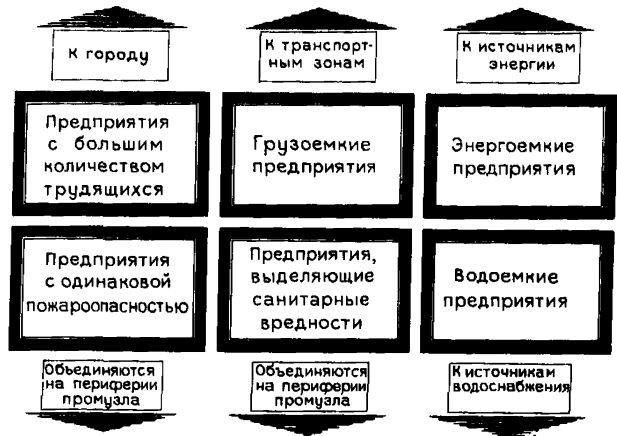 К городу
К транспорт-
ным зонам
К источникам
энергии
Предприятия
с большим
количеством
трудящихся
Грузоемкие
предприятия
Энергоемкие
предприятия
Предприятия
с одинаковой
пожароопасностью
Предприятия,
выделяющие
санитарные
вредности
Водоемкие
предприятия
Объединяются
на периферии
промузла
Объединяются
на периферии
промузла
К источникам
водоснабжения